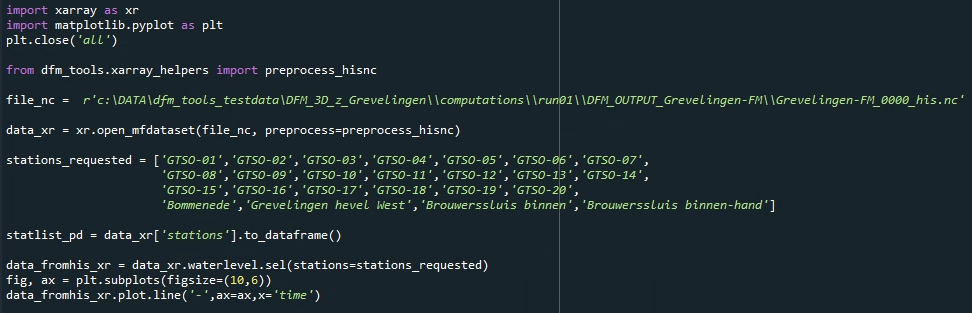 import xarray as xr
import matplotlib.pyplot as plt
plt.close('all')
from dfm_tools.xarray_helpers import preprocess_hisnc
file_nc = r'c:\DATA\dfm_tools_testdata\DFM_3D_z_Grevelingen\\computations\\run01\\DFM_OUTPUT_Grevelingen-FM\\Grevelingen-FM_0000_his.nc'
data_xr = xr.open_mfdataset(file_nc, preprocess=preprocess_hisnc)
stations_requested = ['GTSO-01','GTSO-02','GTSO-03','GTSO-04','GTSO-05','GTSO-06','GTSO-07',
'GTSO-08','GTSO-09','GTSO-10','GTSO-11','GTSO-12','GTSO-13','GTSO-14',
'GTSO-15','GTSO-16','GTSO-17','GTSO-18','GTSO-19','GTSO-20',
'Bommenede','Grevelingen hevel West','Brouwerssluis binnen','Brouwerssluis binnen-hand']
statlist_pd = data_xr['stations'].to_dataframe()
data_fromhis_xr = data_xr.waterlevel.sel(stations=stations_requested)
fig, ax = plt.subplots(figsize=(10,6))
data_fromhis_xr.plot.line('-',ax=ax,x='time')